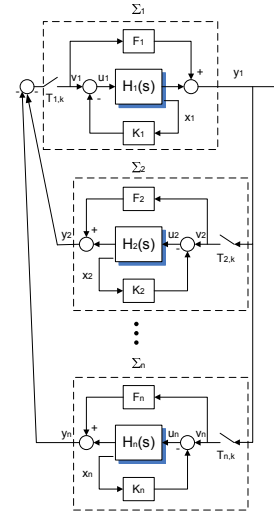 Σ1
F1
- -
T1,k
v1 u1 H1(s) + y1
- x1
K1
Σ2
F2
y2 + H2(s) u2 v2
- T2,k
x2 K2
Σn
Fn
yn + Hn(s) un vn
- Tn,k
xn Kn